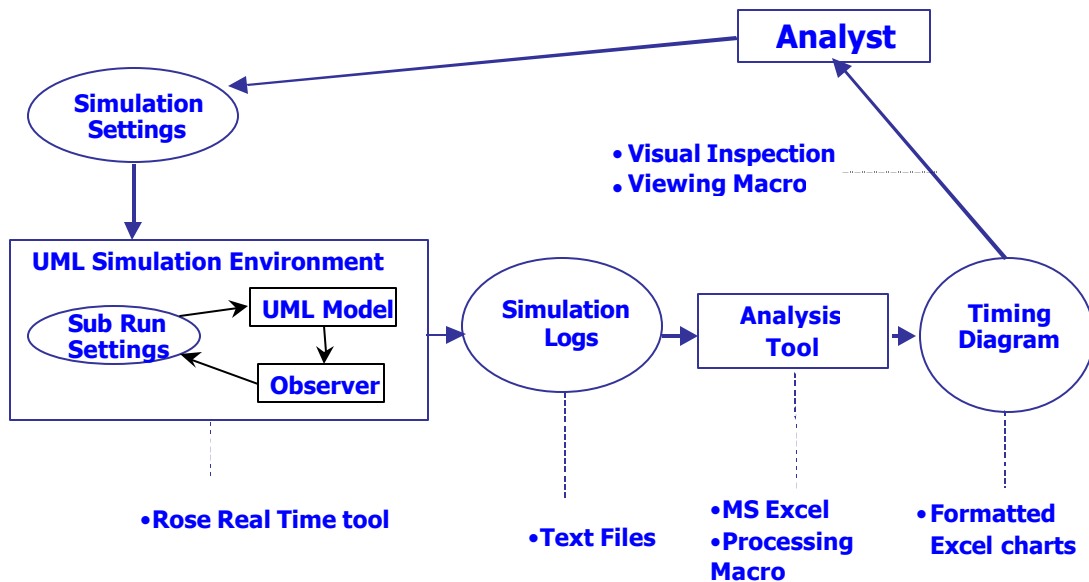 Analyst
Simulation
Settings
• Visual Inspection
• Viewing Macro
UML Simulation Environment
Sub Run
Settings
UML Model
Observer
Simulation
Logs
Analysis
Tool
Timing
Diagram
•Rose Real Time tool
•Text Files
•MS Excel
•Processing
Macro
•Formatted
Excel charts